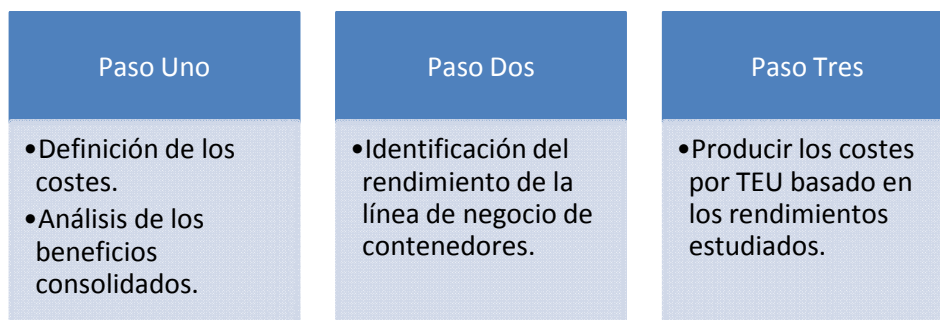 Paso Uno
•Definición de los
costes.
•Análisis de los
beneficios
consolidados.
Paso Dos
•Identificación del
rendimiento de la
línea de negocio de
contenedores.
Paso Tres
•Producir los costes
por TEU basado en
los rendimientos
estudiados.